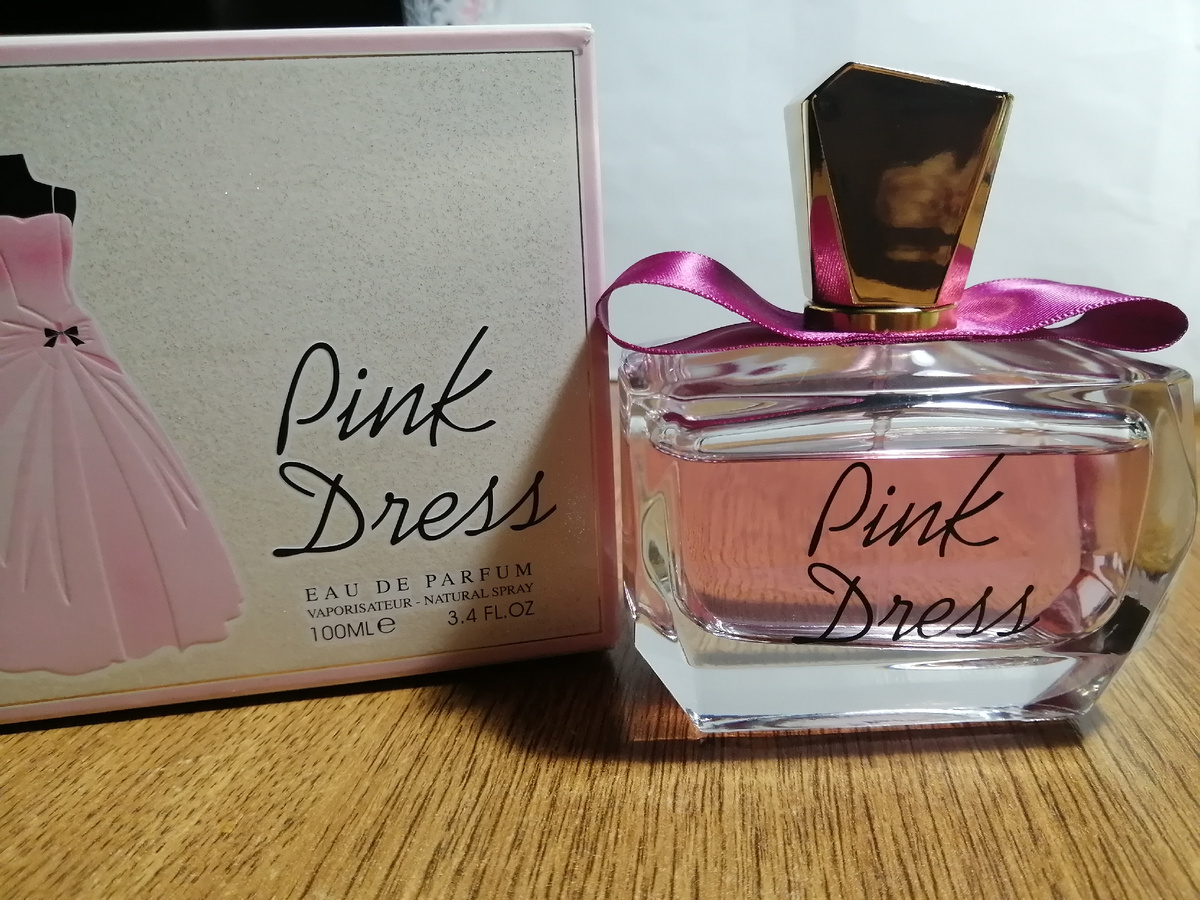 Pink
Dress
EAU DE PARFUM
VAPORISATEUR - NATURAL SPRAY
100ML℮ 3.4 FL.OZ
Pink
Dress